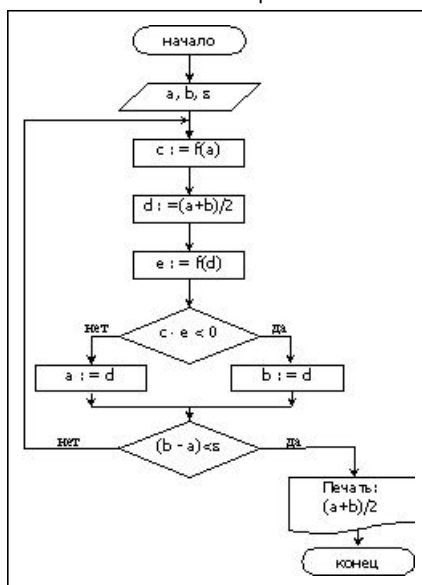 начало
a, b, s
c : = f(a)
d : =(a+b)/2
e : = f(d)
нет
c · e < 0
да
a : = d
b : = d
нет
(b - a)<s
да
Печать:
(a+b)/2
конец